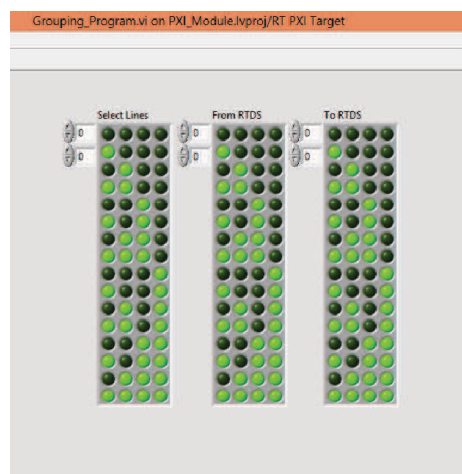 Grouping_Program.vi on PXI_Module.lvproj/RT PXI Target
Select Lines From RTDS To RTDS
0 0 0
0 0 0